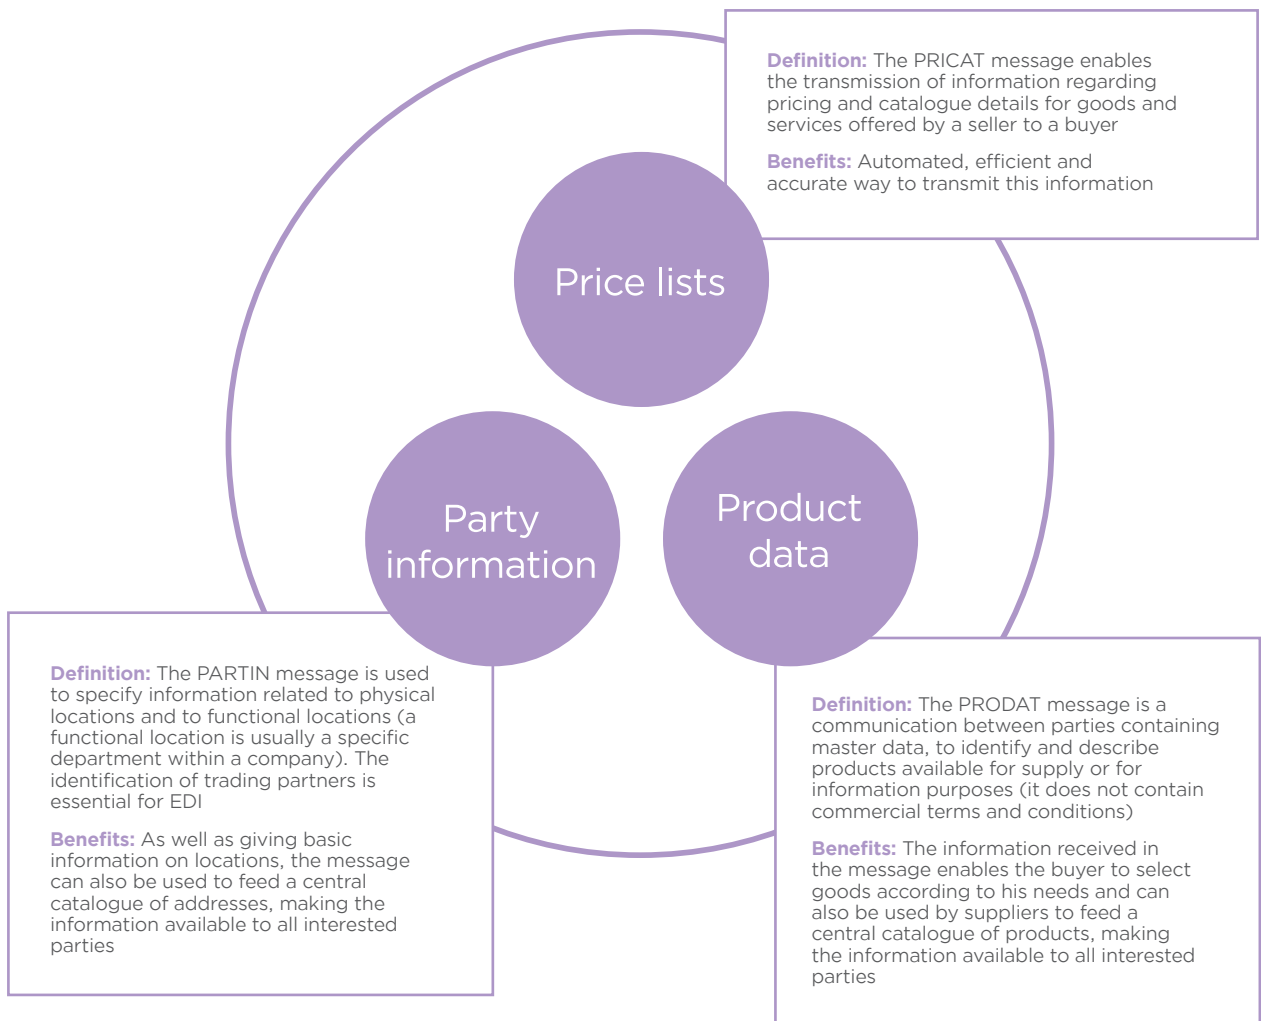 Definition: The PRICAT message enables
the transmission of information regarding
pricing and catalogue details for goods and
services offered by a seller to a buyer
Benefits: Automated, efficient and
accurate way to transmit this information
Price lists
Party
information
Product
data
Definition: The PARTIN message is used
to specify information related to physical
locations and to functional locations (a
functional location is usually a specific
department within a company). The
identification of trading partners is
essential for EDI
Benefits: As well as giving basic
information on locations, the message
can also be used to feed a central
catalogue of addresses, making the
information available to all interested
parties
Definition: The PRODAT message is a
communication between parties containing
master data, to identify and describe
products available for supply or for
information purposes (it does not contain
commercial terms and conditions)
Benefits: The information received in
the message enables the buyer to select
goods according to his needs and can
also be used by suppliers to feed a
central catalogue of products, making
the information available to all interested
parties